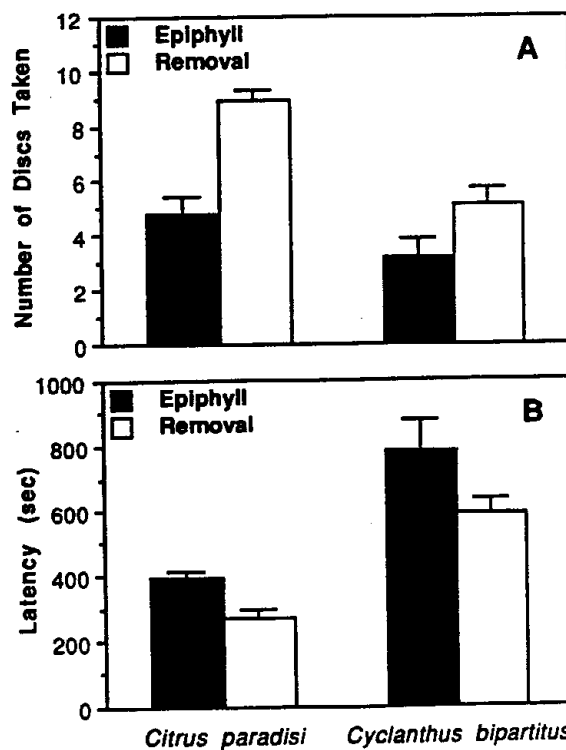 12
10
8
6
4
2
0
Number of Discs Taken
Epiphyll
Removal
A
1000
800
600
400
200
0
Latency (sec)
Epiphyll
Removal
B
Citrus paradisi
Cyclanthus bipartitus